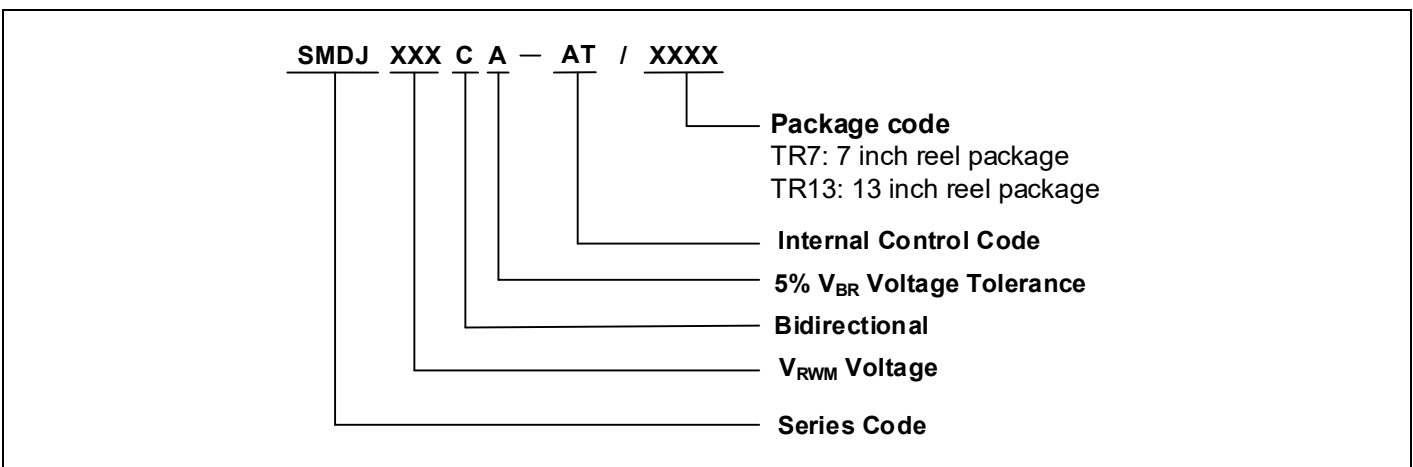 SMDJ XXX C A — AT / XXXX
Package code
TR7: 7 inch reel package
TR13: 13 inch reel package
Internal Control Code
5% VBR Voltage Tolerance
Bidirectional
VRWM Voltage
Series Code